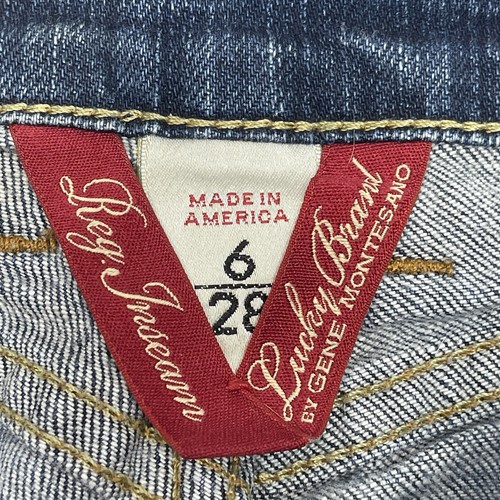 Reg. Inseam
MADE IN
AMERICA
6
28
Lucky Brand
BY GENE MONTESANO